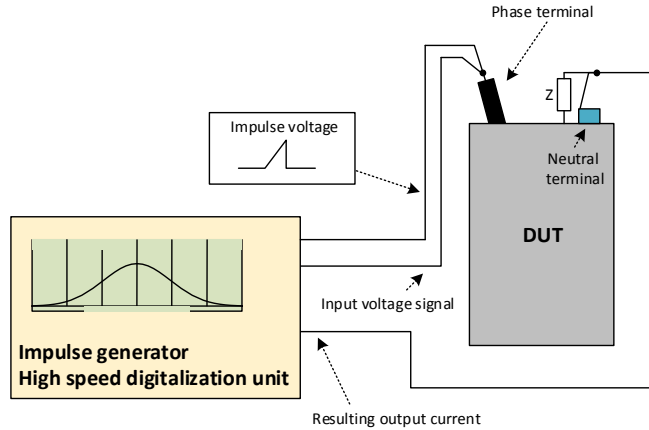 Phase terminal
Impulse voltage
Z
Neutral
terminal
DUT
Input voltage signal
Impulse generator
High speed digitalization unit
Resulting output current